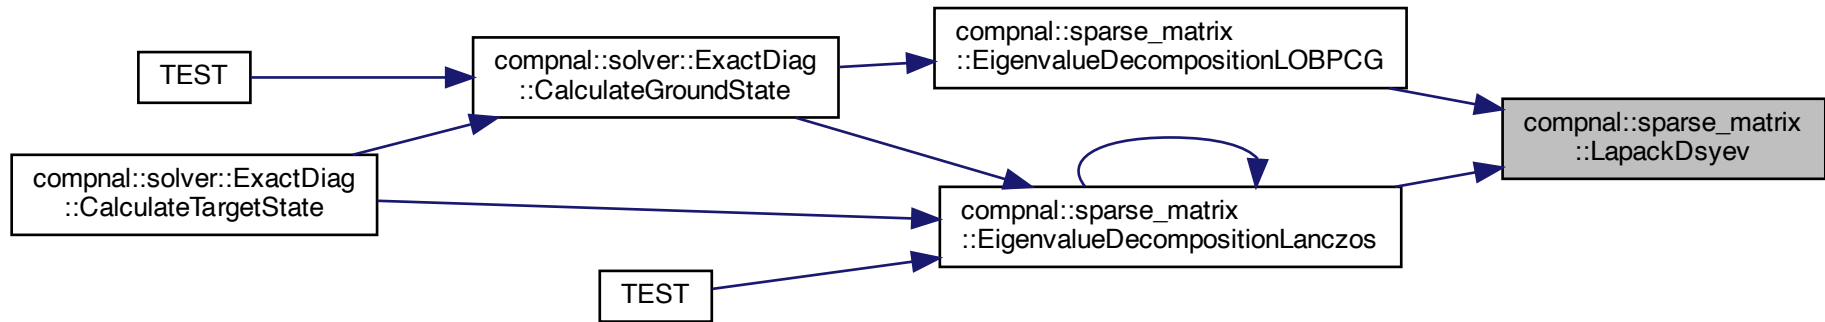 compnal::sparse_matrix
::EigenvalueDecompositionLOBPCG
compnal::solver::ExactDiag
::CalculateGroundState
TEST
compnal::sparse_matrix
::LapackDsyev
compnal::solver::ExactDiag
::CalculateTargetState
compnal::sparse_matrix
::EigenvalueDecompositionLanczos
TEST